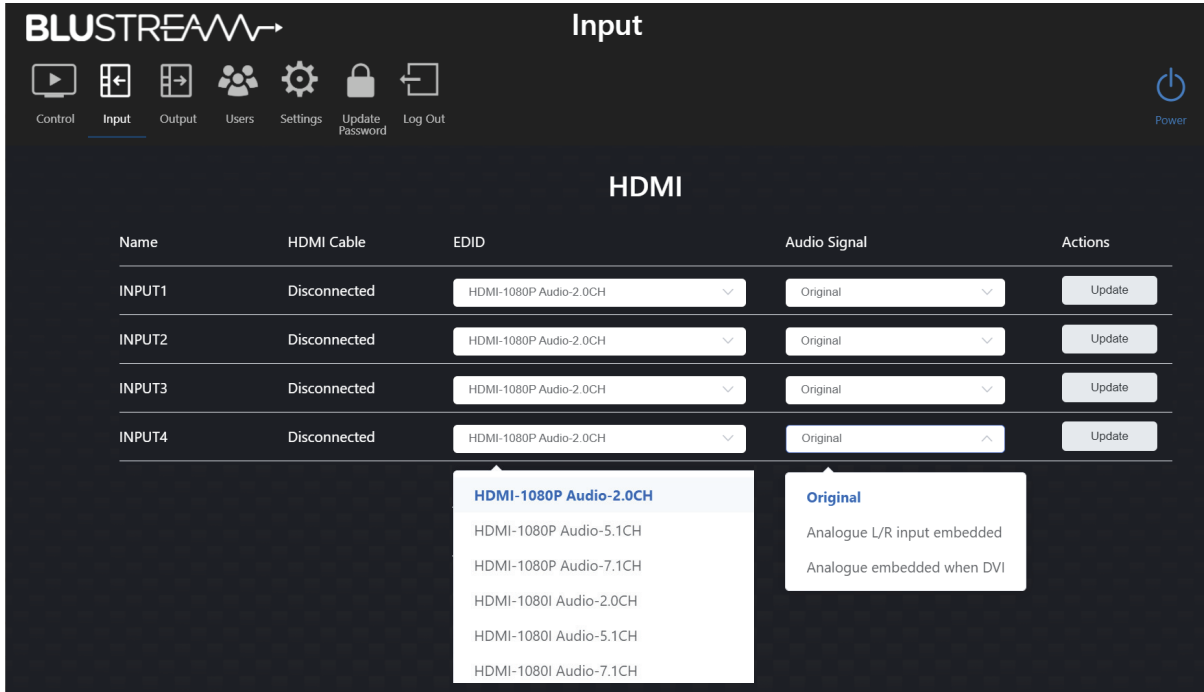 BLUSTREAM
Input
Control
Input
Output
Users
Settings
Update
Password
Log Out
Power
HDMI
Name HDMI Cable EDID Audio Signal Actions
INPUT1 Disconnected HDMI-1080P Audio-2.0CH Original Update
INPUT2 Disconnected HDMI-1080P Audio-2.0CH Original Update
INPUT3 Disconnected HDMI-1080P Audio-2.0CH Original Update
INPUT4 Disconnected HDMI-1080P Audio-2.0CH Original Update
HDMI-1080P Audio-2.0CH
HDMI-1080P Audio-5.1CH
HDMI-1080P Audio-7.1CH
HDMI-1080I Audio-2.0CH
HDMI-1080I Audio-5.1CH
HDMI-1080I Audio-7.1CH
Original
Analogue L/R input embedded
Analogue embedded when DVI